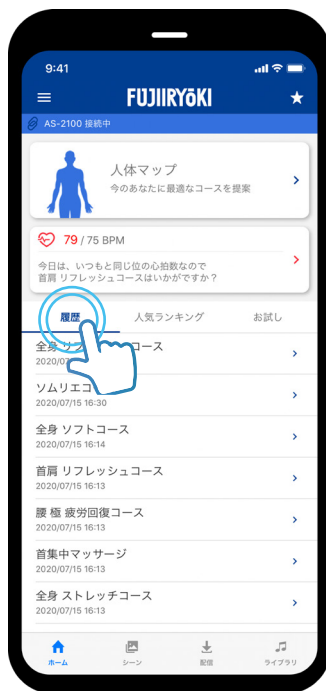 9:41
FUJIIRYōKI
AS-2100 接続中
人体マップ
今のあなたに最適なコースを提案
79 / 75 BPM
今日は、いつもと同じ位の心拍数なので
首肩 リフレッシュコースはいかがですか？
履歴
人気ランキング
お試し
全身 コース
2020/07
ソムリエコ
2020/07/15 16:30
全身 ソフトコース
2020/07/15 16:14
首肩 リフレッシュコース
2020/07/15 16:13
腰 極 疲労回復コース
2020/07/15 16:13
首集中マッサージ
2020/07/15 16:13
全身 ストレッチコース
2020/07/15 16:13
ホーム
シーン
配信
ライブラリ